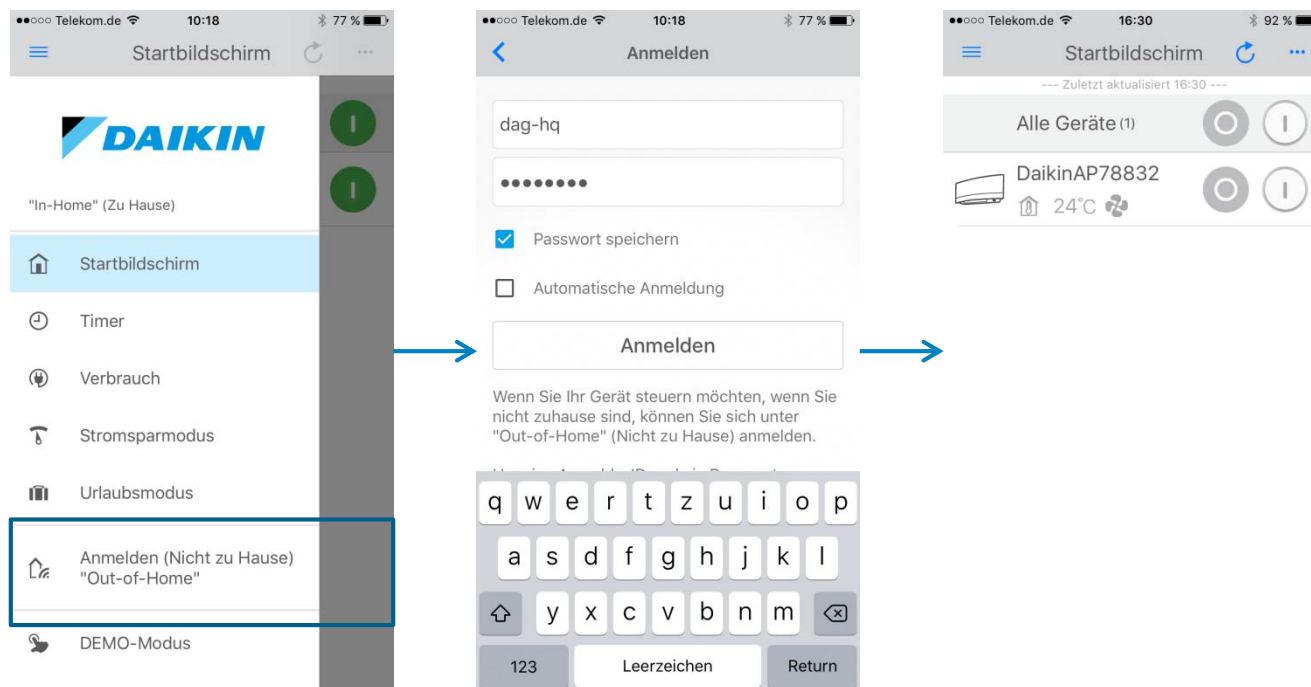 Telekom.de 10:18 77 %
Startbildschirm
DAIKIN
"In-Home" (Zu Hause)
Startbildschirm
Timer
Verbrauch
Stromsparmodus
Urlaubsmodus
Anmelden (Nicht zu Hause)
"Out-of-Home"
DEMO-Modus
Telekom.de 10:18 77 %
Anmelden
dag-hq
Passwort speichern
Automatische Anmeldung
Anmelden
Wenn Sie Ihr Gerät steuern möchten, wenn Sie
nicht zuhause sind, können Sie sich unter
"Out-of-Home" (Nicht zu Hause) anmelden.
q w e r t z u i o p
a s d f g h j k l
y x c v b n m
123 Leerzeichen Return
Telekom.de 16:30 92 %
Startbildschirm
--- Zuletzt aktualisiert 16:30 ---
Alle Geräte (1)
DaikinAP78832
24°C